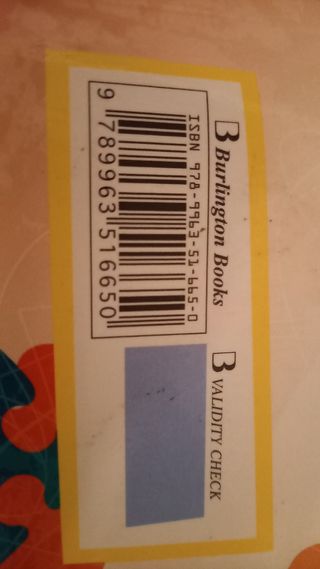 B Burlington Books
ISBN 978-9963-51-665-0
9 789963 516650
B VALIDITY CHECK